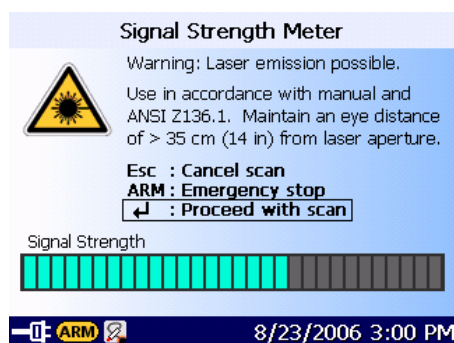 Signal Strength Meter
Warning: Laser emission possible.
Use in accordance with manual and
ANSI Z136.1. Maintain an eye distance
of > 35 cm (14 in) from laser aperture.
Esc : Cancel scan
ARM : Emergency stop
↵ : Proceed with scan
Signal Strength
ARM 8/23/2006 3:00 PM